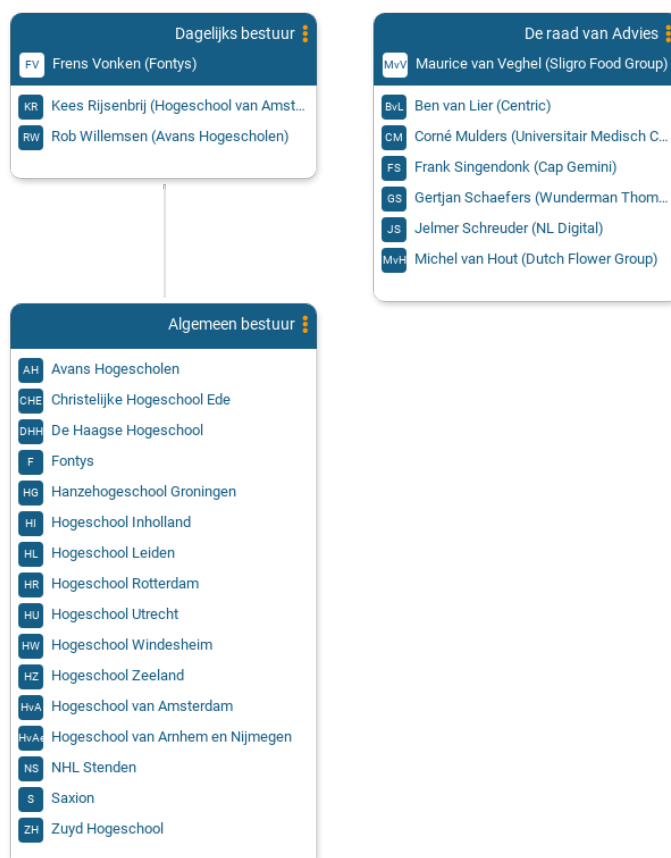 Dagelijks bestuur
FV Frens Vonken (Fontys)
KR Kees Rijsenbrij (Hogeschool van Amst...
RW Rob Willemsen (Avans Hogescholen)
De raad van Advies
MvV Maurice van Veghel (Sligro Food Group)
BvL Ben van Lier (Centric)
CM Corné Mulders (Universitair Medisch C...
FS Frank Singendonk (Cap Gemini)
GS Gertjan Schaefers (Wunderman Thom...
JS Jelmer Schreuder (NL Digital)
MvH Michel van Hout (Dutch Flower Group)
Algemeen bestuur
AH Avans Hogescholen
CHE Christelijke Hogeschool Ede
DHH De Haagse Hogeschool
F Fontys
HG Hanzehogeschool Groningen
HI Hogeschool Inholland
HL Hogeschool Leiden
HR Hogeschool Rotterdam
HU Hogeschool Utrecht
HW Hogeschool Windesheim
HZ Hogeschool Zeeland
HvA Hogeschool van Amsterdam
HvAe Hogeschool van Arnhem en Nijmegen
NS NHL Stenden
S Saxion
ZH Zuyd Hogeschool